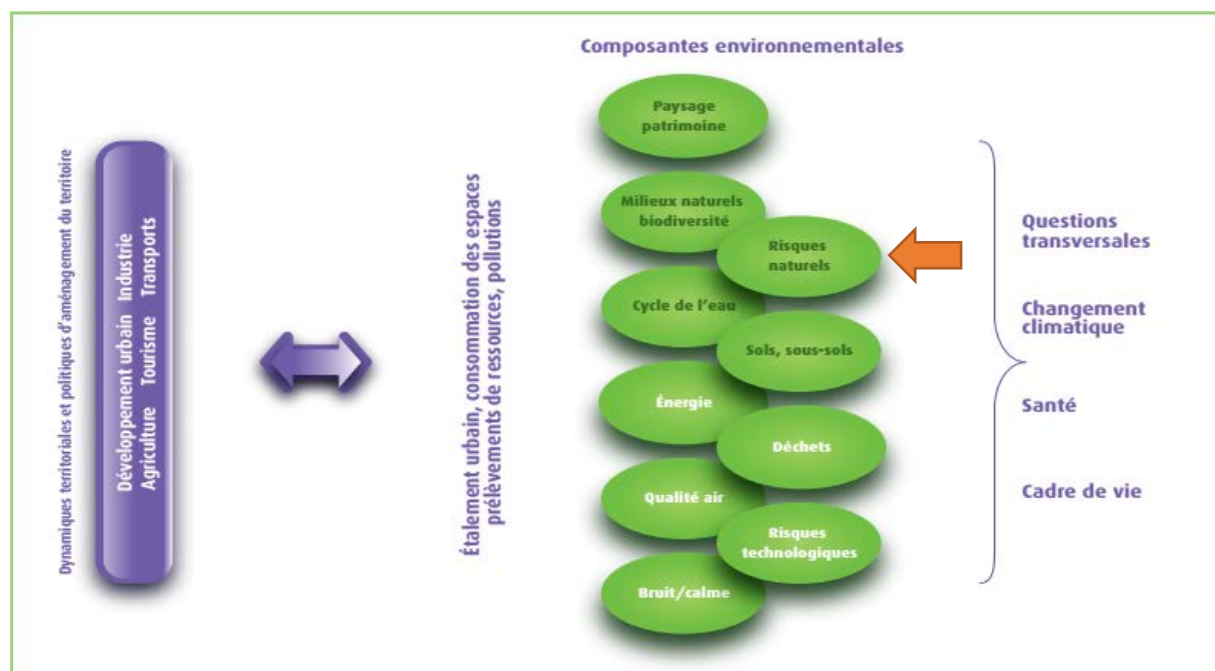 Composantes environnementales
Dynamiques territoriales et politiques d'aménagement du territoire
Développement urbain Industrie
Agriculture Tourisme Transports
Étalement urbain, consommation des espaces
prélèvements de ressources, pollutions
Paysage
patrimoine
Milieux naturels
biodiversité
Risques
naturels
Cycle de l'eau
Sols, sous-sols
Énergie
Déchets
Qualité air
Risques
technologiques
Bruit/calme
Questions
transversales
Changement
climatique
Santé
Cadre de vie